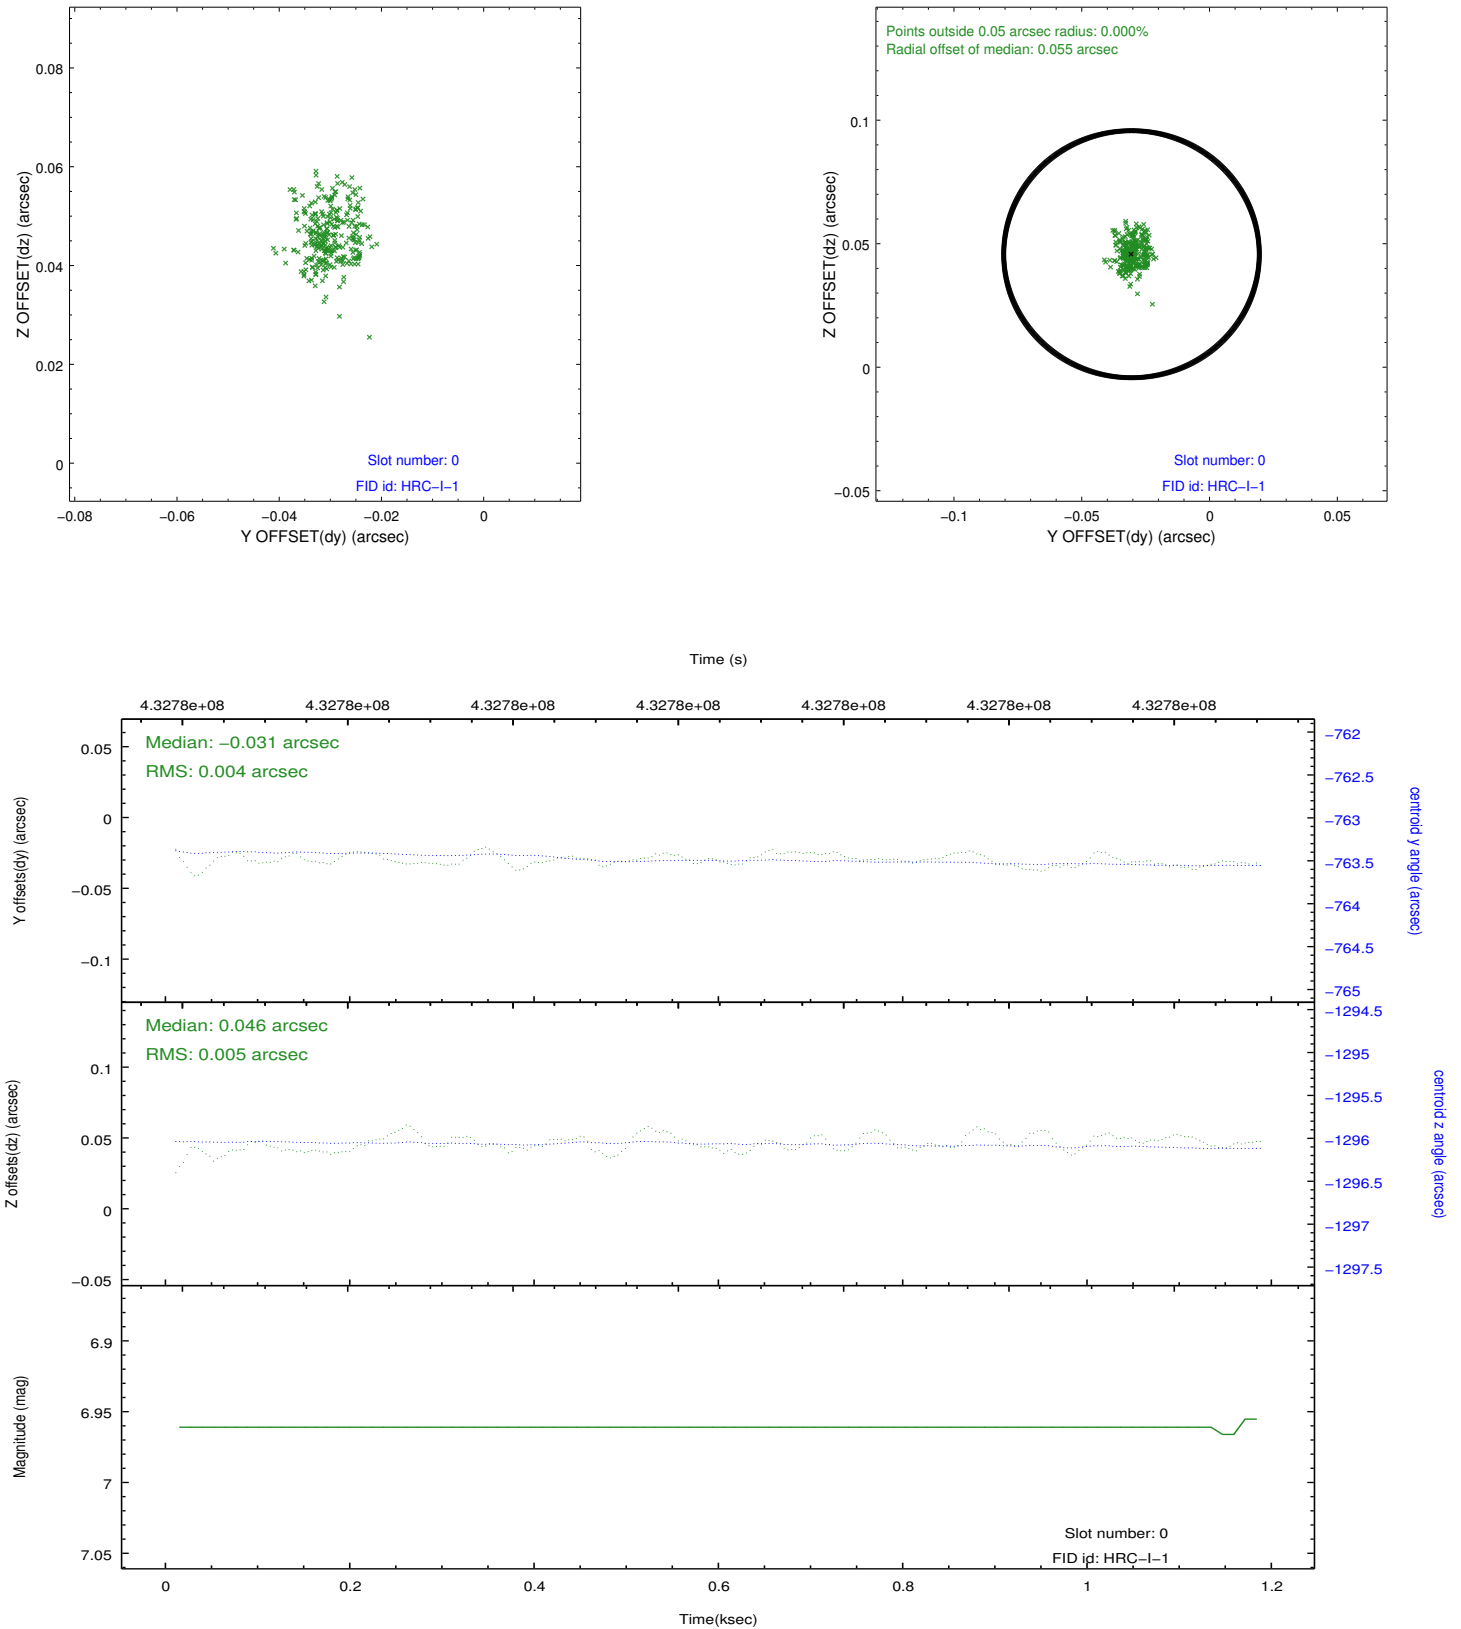 0.08
0.06
0.04
0.02
0
Z OFFSET(dz) (arcsec)
Slot number: 0
FID id: HRC−I−1
−0.08 −0.06 −0.04 −0.02 0
Y OFFSET(dy) (arcsec)
Points outside 0.05 arcsec radius: 0.000%
Radial offset of median: 0.055 arcsec
0.1
0.05
0
−0.05
Z OFFSET(dz) (arcsec)
Slot number: 0
FID id: HRC−I−1
−0.1 −0.05 0 0.05
Y OFFSET(dy) (arcsec)
Time (s)
4.3278e+08 4.3278e+08 4.3278e+08 4.3278e+08 4.3278e+08 4.3278e+08 4.3278e+08
Median: −0.031 arcsec
RMS: 0.004 arcsec
0.05
0
−0.05
−0.1
Y offsets(dy) (arcsec)
−762
−762.5
−763
−763.5
−764
−764.5
−765
centroid y angle (arcsec)
Median: 0.046 arcsec
RMS: 0.005 arcsec
0.1
0.05
0
−0.05
Z offsets(dz) (arcsec)
−1294.5
−1295
−1295.5
−1296
−1296.5
−1297
−1297.5
centroid z angle (arcsec)
6.9
6.95
7
7.05
Magnitude (mag)
Slot number: 0
FID id: HRC−I−1
0 0.2 0.4 0.6 0.8 1 1.2
Time(ksec)